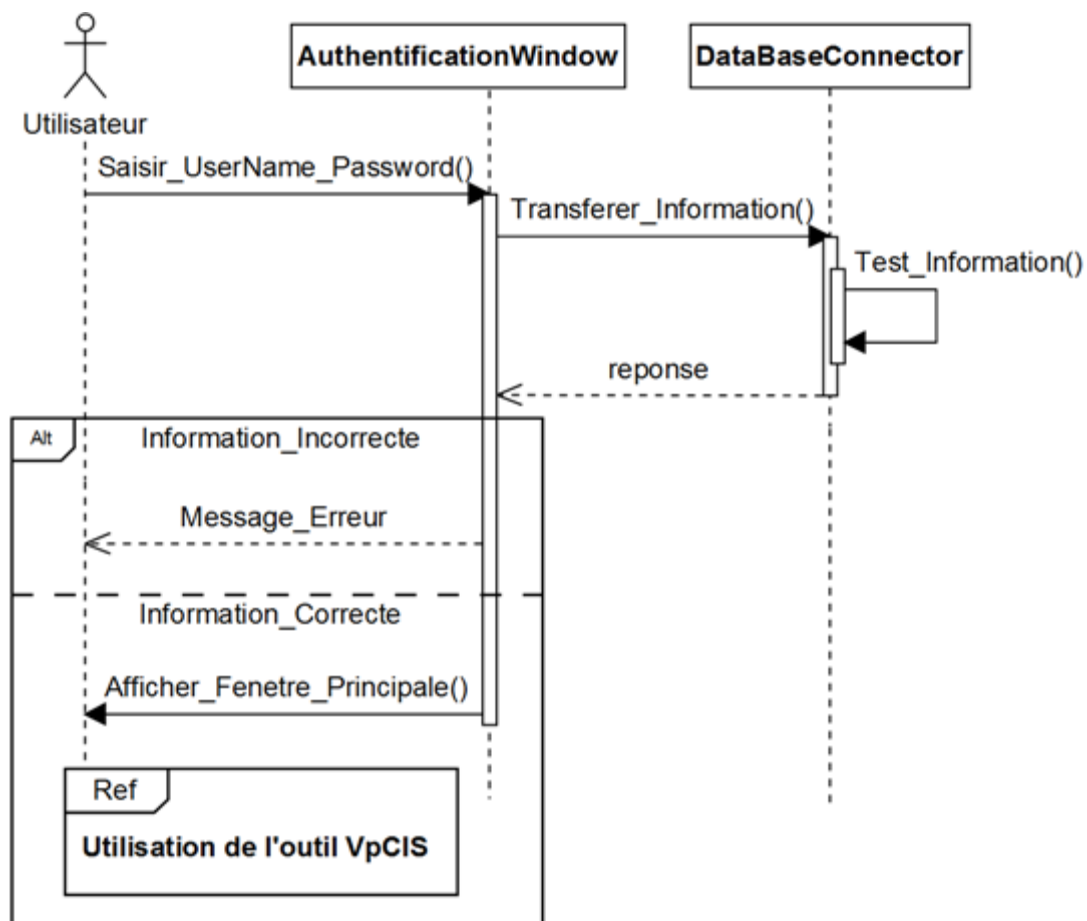 Utilisateur
AuthentificationWindow
DataBaseConnector
Saisir_UserName_Password()
Transferer_Information()
Test_Information()
reponse
Alt
Information_Incorrecte
Message_Erreur
Information_Correcte
Afficher_Fenetre_Principale()
Ref
Utilisation de l'outil VpCIS